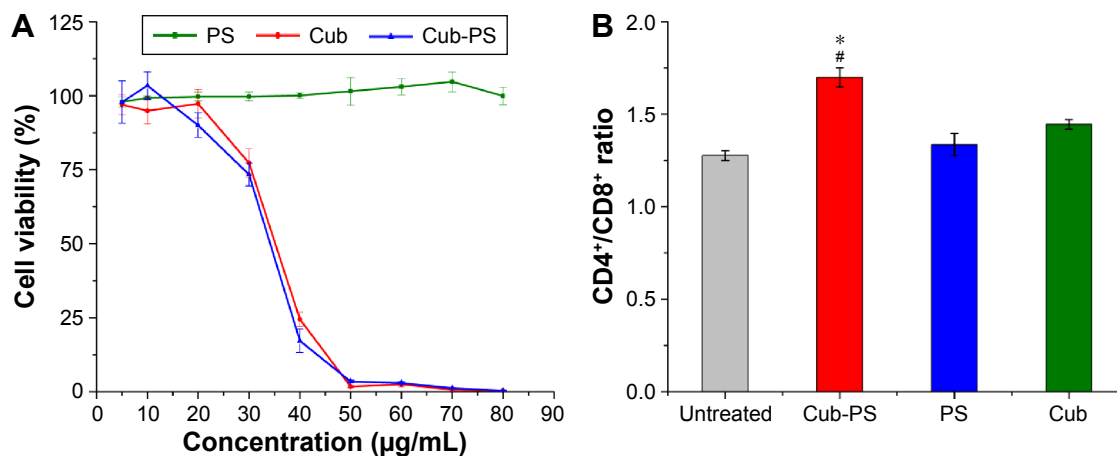 A
PS Cub Cub-PS
Cell viability (%)
125
100
75
50
25
0
0 10 20 30 40 50 60 70 80 90
Concentration (µg/mL)
B
CD4⁺/CD8⁺ ratio
2.0
1.5
1.0
0.5
0.0
*
#
Untreated Cub-PS PS Cub